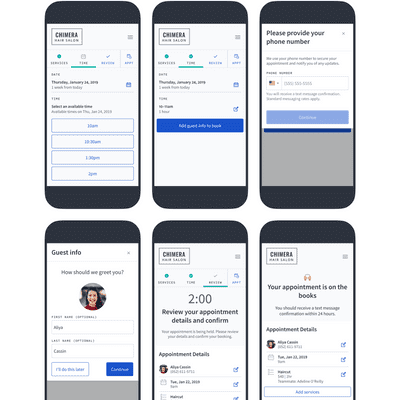 CHIMERA
HAIR SALON
SERVICES TIME REVIEW APPT
DATE
Thursday, January 24, 2019
1 week from today
TIME
Select an available time
Available times on Thu, Jan 24, 2019
10am
10:30am
1:30pm
2pm
CHIMERA
HAIR SALON
SERVICES TIME REVIEW APPT
DATE
Thursday, January 24, 2019
1 week from today
TIME
1 hour
Add guest info to book
Please provide your
phone number
We use your phone number to secure your
appointment and notify you of any updates.
PHONE NUMBER
(555) 555-5555
You will receive a text message confirmation.
Standard messaging rates apply.
Continue
Guest info
How should we greet you?
FIRST NAME (OPTIONAL)
Aliya
LAST NAME (OPTIONAL)
Cassin
I'll do this later
Continue
CHIMERA
HAIR SALON
SERVICES TIME REVIEW APPT
2:00
Review your appointment
details and confirm
Your appointment is being held. Please review
your details and confirm your booking.
Appointment Details
Aliya Cassin
Tue, Jan 22, 2019
Haircut
CHIMERA
HAIR SALON
Your appointment is on the
books
You should receive a text message
confirmation within 24 hours.
Appointment Details
Aliya Cassin
Tue, Jan 22, 2019
9am
Haircut
Teammate: Adeline O'Reilly
Add services